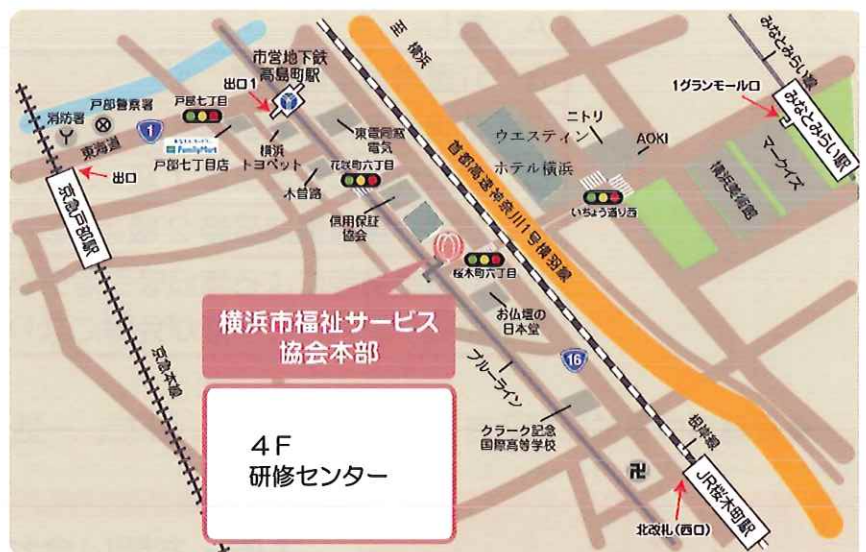 至 横浜
みなとみらい線
みなとみらい駅
1グランモール口
マークイズ
横浜美術館
ニトリ
AOKI
ウエスティン
ホテル横浜
いちょう通り西
首都高速神奈川1号横羽線
市営地下鉄
高島町駅
出口1
戸部七丁目
戸部警察署
消防署
1
東海道
FamilyMart
戸部七丁目店
横浜
トヨペット
東電同窓
電気
花咲町六丁目
木曽路
信用保証
協会
出口
京急戸部駅
京急本線
桜木町六丁目
お仏壇の
日本堂
横浜市福祉サービス
協会本部
4F
研修センター
ブルーライン
16
クラーク記念
国際高等学校
根岸線
卍
JR桜木町駅
北改札(西口)